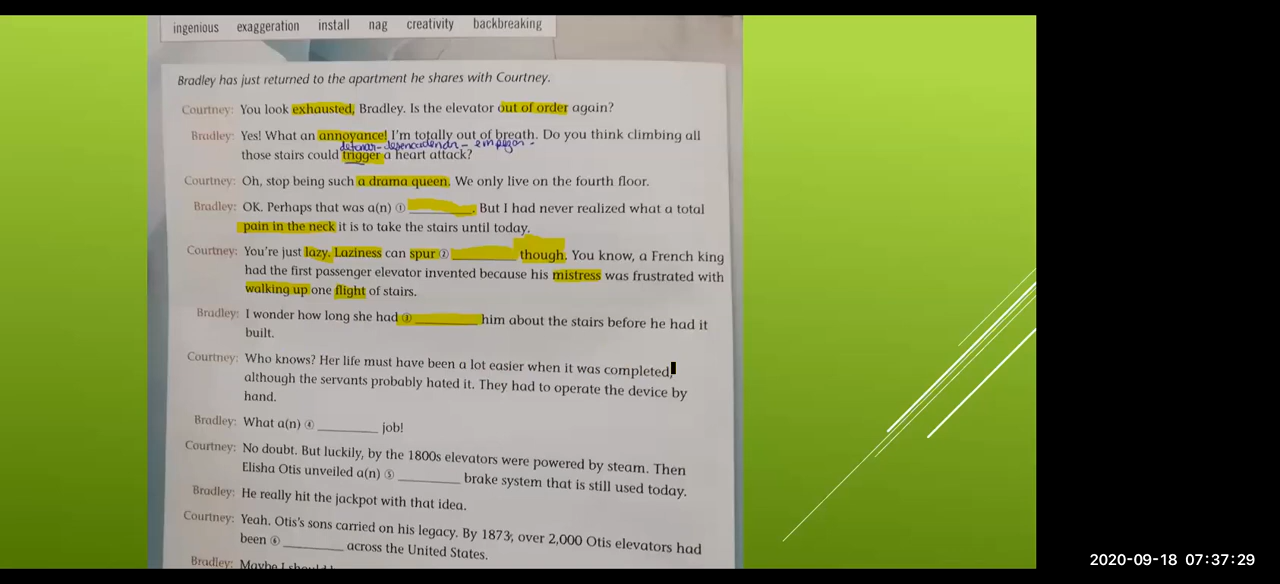 ingenious exaggeration install nag creativity backbreaking
Bradley has just returned to the apartment he shares with Courtney.
Courtney: You look exhausted, Bradley. Is the elevator out of order again?
Bradley: Yes! What an annoyance! I'm totally out of breath. Do you think climbing all
detonar - desencadenar - empezar -
those stairs could trigger a heart attack?
Courtney: Oh, stop being such a drama queen. We only live on the fourth floor.
Bradley: OK. Perhaps that was a(n) ① ________. But I had never realized what a total
pain in the neck it is to take the stairs until today.
Courtney: You're just lazy. Laziness can spur ② ________ though. You know, a French king
had the first passenger elevator invented because his mistress was frustrated with
walking up one flight of stairs.
Bradley: I wonder how long she had ③ ________ him about the stairs before he had it
built.
Courtney: Who knows? Her life must have been a lot easier when it was completed,
although the servants probably hated it. They had to operate the device by
hand.
Bradley: What a(n) ④ ________ job!
Courtney: No doubt. But luckily, by the 1800s elevators were powered by steam. Then
Elisha Otis unveiled a(n) ⑤ ________ brake system that is still used today.
Bradley: He really hit the jackpot with that idea.
Courtney: Yeah. Otis's sons carried on his legacy. By 1873, over 2,000 Otis elevators had
been ⑥ ________ across the United States.
Bradley: Maybe I should
2020-09-18 07:37:29